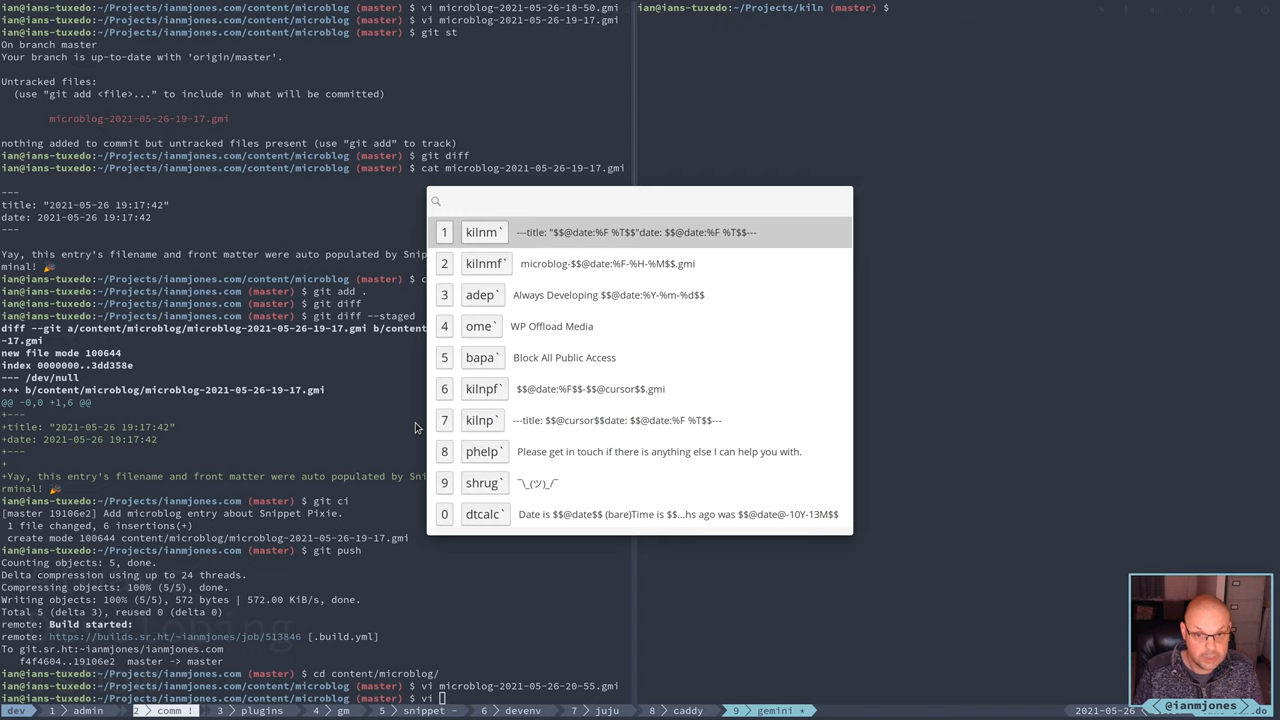 ian@ians-tuxedo:~/Projects/ianmjones.com/content/microblog (master) $ vi microblog-2021-05-26-18-50.gmi
ian@ians-tuxedo:~/Projects/ianmjones.com/content/microblog (master) $ vi microblog-2021-05-26-19-17.gmi
ian@ians-tuxedo:~/Projects/ianmjones.com/content/microblog (master) $ git st
On branch master
Your branch is up-to-date with 'origin/master'.
Untracked files:
(use "git add <file>..." to include in what will be committed)
microblog-2021-05-26-19-17.gmi
nothing added to commit but untracked files present (use "git add" to track)
ian@ians-tuxedo:~/Projects/ianmjones.com/content/microblog (master) $ git diff
ian@ians-tuxedo:~/Projects/ianmjones.com/content/microblog (master) $ cat microblog-2021-05-26-19-17.gmi
---
title: "2021-05-26 19:17:42"
date: 2021-05-26 19:17:42
---
Yay, this entry's filename and front matter were auto populated by Snip
minal! 🎉
ian@ians-tuxedo:~/Projects/ianmjones.com/content/microblog (master) $ c
ian@ians-tuxedo:~/Projects/ianmjones.com (master) $ git add .
ian@ians-tuxedo:~/Projects/ianmjones.com (master) $ git diff
ian@ians-tuxedo:~/Projects/ianmjones.com (master) $ git diff --staged
diff --git a/content/microblog/microblog-2021-05-26-19-17.gmi b/conten
-17.gmi
new file mode 100644
index 0000000..3dd358e
--- /dev/null
+++ b/content/microblog/microblog-2021-05-26-19-17.gmi
@@ -0,0 +1,6 @@
+---
+title: "2021-05-26 19:17:42"
+date: 2021-05-26 19:17:42
+---
+
+Yay, this entry's filename and front matter were auto populated by Snip
rminal! 🎉
ian@ians-tuxedo:~/Projects/ianmjones.com (master) $ git ci
[master 19106e2] Add microblog entry about Snippet Pixie.
1 file changed, 6 insertions(+)
create mode 100644 content/microblog/microblog-2021-05-26-19-17.gmi
ian@ians-tuxedo:~/Projects/ianmjones.com (master) $ git push
Counting objects: 5, done.
Delta compression using up to 24 threads.
Compressing objects: 100% (5/5), done.
Writing objects: 100% (5/5), 572 bytes | 572.00 KiB/s, done.
Total 5 (delta 3), reused 0 (delta 0)
remote: Build started:
remote: https://builds.sr.ht/~ianmjones/job/513846 [.build.yml]
To git.sr.ht:~ianmjones/ianmjones.com
f4f4604..19106e2  master -> master
ian@ians-tuxedo:~/Projects/ianmjones.com (master) $ cd content/microblog/
ian@ians-tuxedo:~/Projects/ianmjones.com/content/microblog (master) $ vi microblog-2021-05-26-20-55.gmi
ian@ians-tuxedo:~/Projects/ianmjones.com/content/microblog (master) $ vi
ian@ians-tuxedo:~/Projects/kiln (master) $
1 kilnm` ---title: "$$@date:%F %T$$"date: $$@date:%F %T$$---
2 kilnmf` microblog-$$@date:%F-%H-%M$$.gmi
3 adep` Always Developing $$@date:%Y-%m-%d$$
4 ome` WP Offload Media
5 bapa` Block All Public Access
6 kilnpf` $$@date:%F$$-$$@cursor$$.gmi
7 kilnp` ---title: $$@cursor$$date: $$@date:%F %T$$---
8 phelp` Please get in touch if there is anything else I can help you with.
9 shrug` ¯\_(ツ)_/¯
0 dtcalc` Date is $$@date$$ (bare)Time is $$...hs ago was $$@date@-10Y-13M$$
dev 1 admin 2 comm ! 3 plugins 4 gm 5 snippet - 6 devenv 7 juju 8 caddy 9 gemini * 2021-05-26
<@ianmjones>